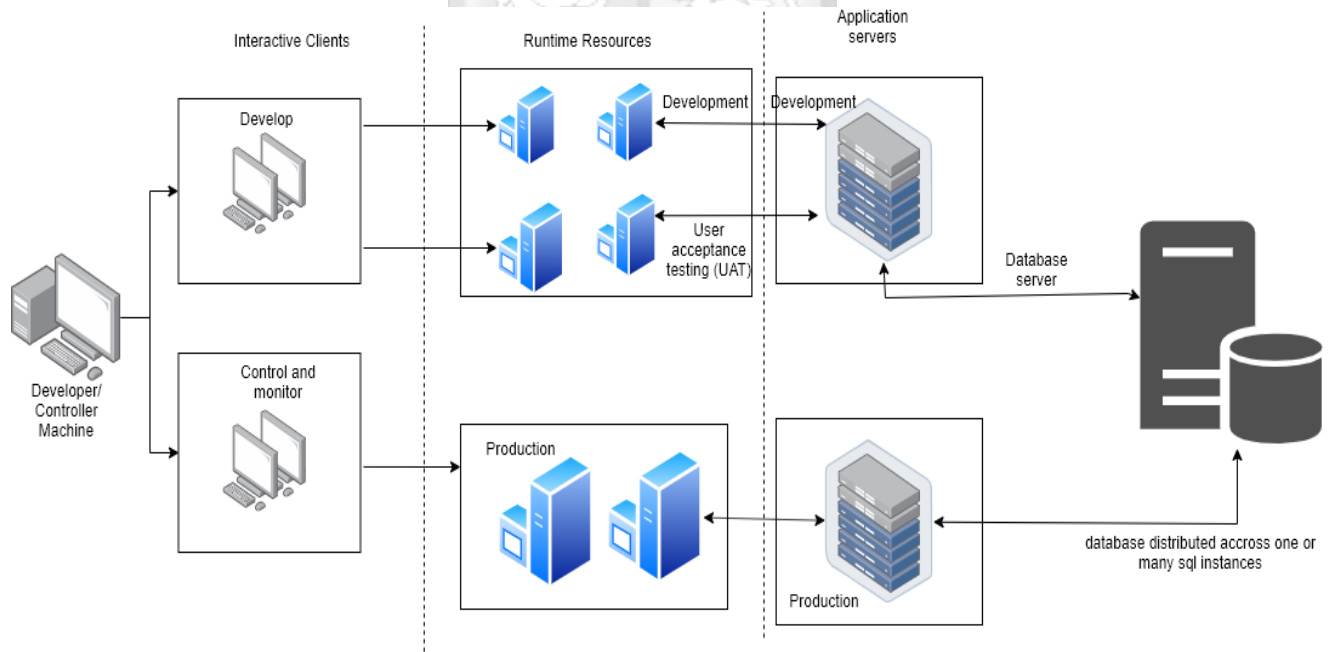 Interactive Clients
Runtime Resources
Application
servers
Develop
Development
Development
User
acceptance
testing (UAT)
Database
server
Developer/
Controller
Machine
Control and
monitor
Production
Production
database distributed accross one or
many sql instances